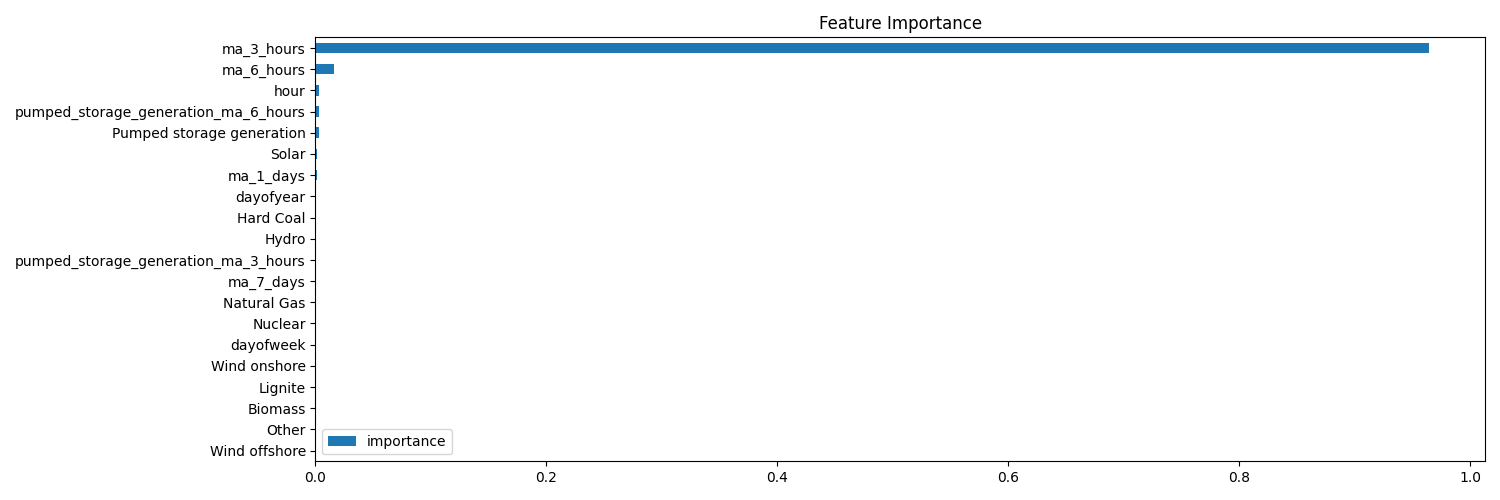 Feature Importance
ma_3_hours
ma_6_hours
hour
pumped_storage_generation_ma_6_hours
Pumped storage generation
Solar
ma_1_days
dayofyear
Hard Coal
Hydro
pumped_storage_generation_ma_3_hours
ma_7_days
Natural Gas
Nuclear
dayofweek
Wind onshore
Lignite
Biomass
Other
Wind offshore
importance
0.0 0.2 0.4 0.6 0.8 1.0